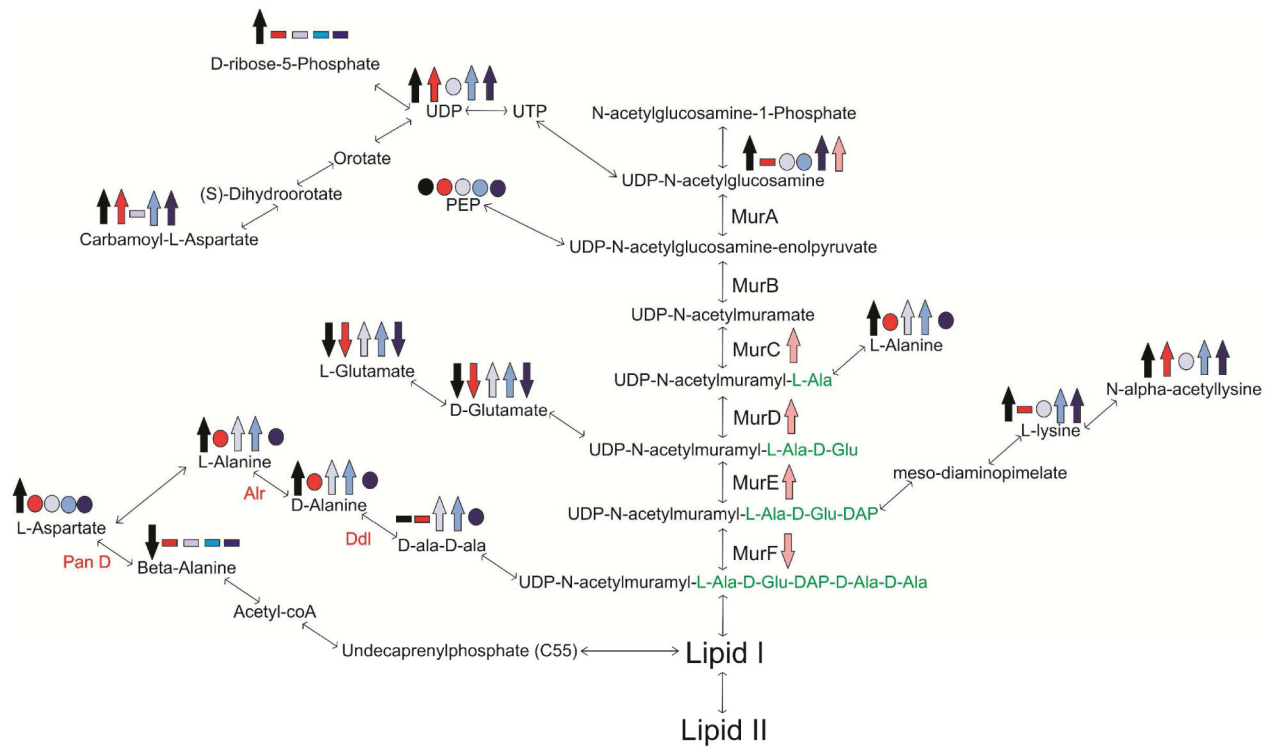 D-ribose-5-Phosphate
UDP
UTP
N-acetylglucosamine-1-Phosphate
Orotate
(S)-Dihydroorotate
PEP
UDP-N-acetylglucosamine
MurA
Carbamoyl-L-Aspartate
UDP-N-acetylglucosamine-enolpyruvate
MurB
UDP-N-acetylmuramate
MurC
L-Alanine
L-Glutamate
UDP-N-acetylmuramyl-L-Ala
N-alpha-acetyllysine
D-Glutamate
MurD
L-lysine
UDP-N-acetylmuramyl-L-Ala-D-Glu
L-Alanine
meso-diaminopimelate
Alr
MurE
D-Alanine
UDP-N-acetylmuramyl-L-Ala-D-Glu-DAP
L-Aspartate
Ddl
D-ala-D-ala
MurF
Pan D
Beta-Alanine
UDP-N-acetylmuramyl-L-Ala-D-Glu-DAP-D-Ala-D-Ala
Acetyl-coA
Undecaprenylphosphate (C55)
Lipid I
Lipid II